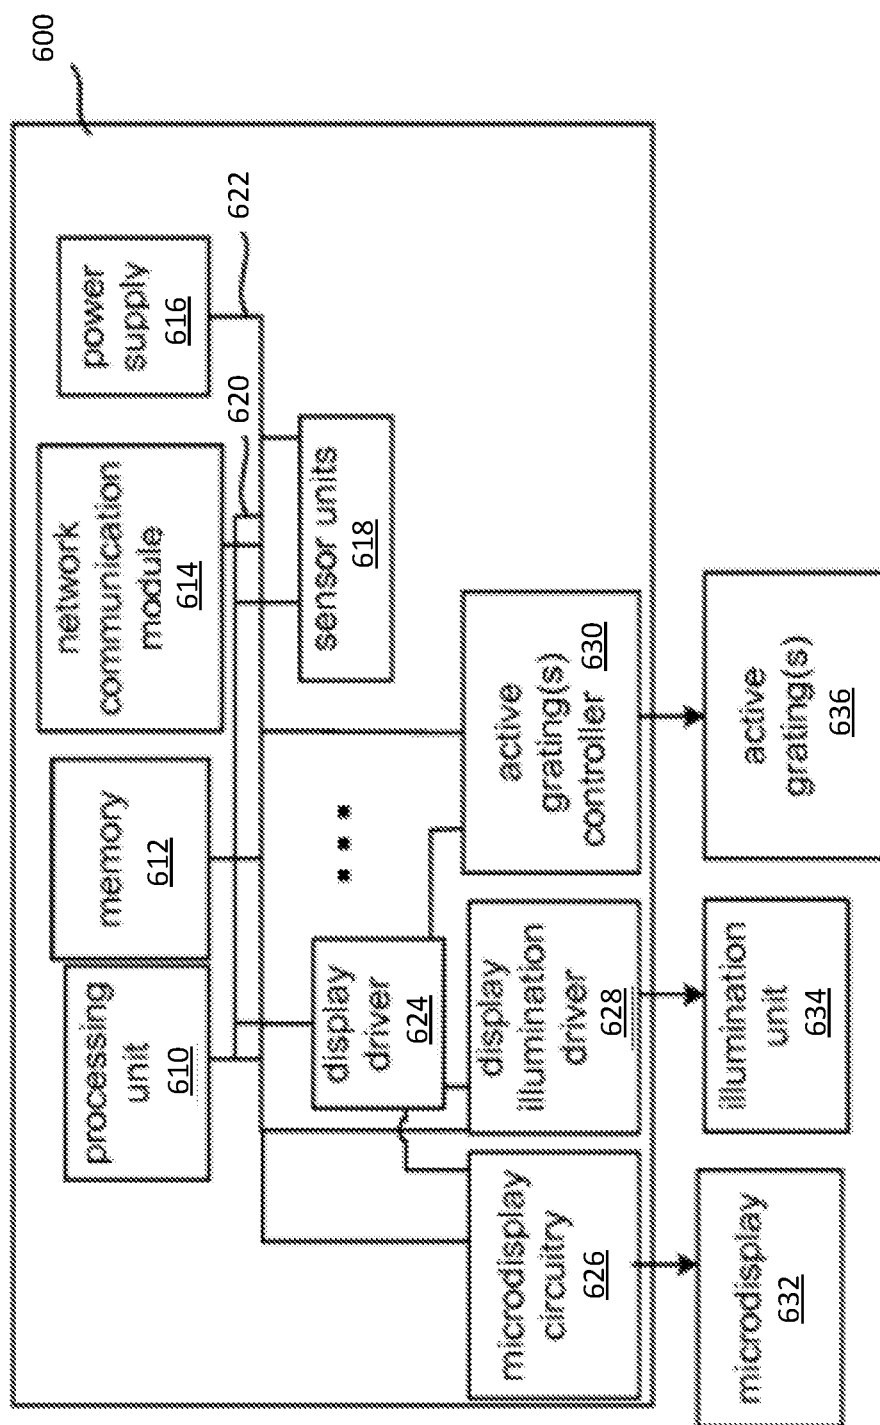 600
processing
unit
610
memory
612
network
communication
module
614
power
supply
616
620
622
sensor units
618
display
driver
624
microdisplay
circuitry
626
display
illumination
driver
628
active
grating(s)
controller 630
microdisplay
632
illumination
unit
634
active
grating(s)
636